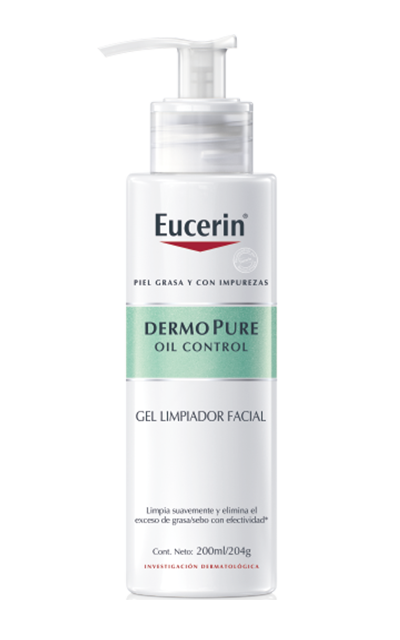 Eucerin®
PIEL GRASA Y CON IMPUREZAS
DERMOPURE
OIL CONTROL
GEL LIMPIADOR FACIAL
Limpia suavemente y elimina el
exceso de grasa/sebo con efectividad*
Cont. Neto: 200ml/204g
INVESTIGACIÓN DERMATOLÓGICA